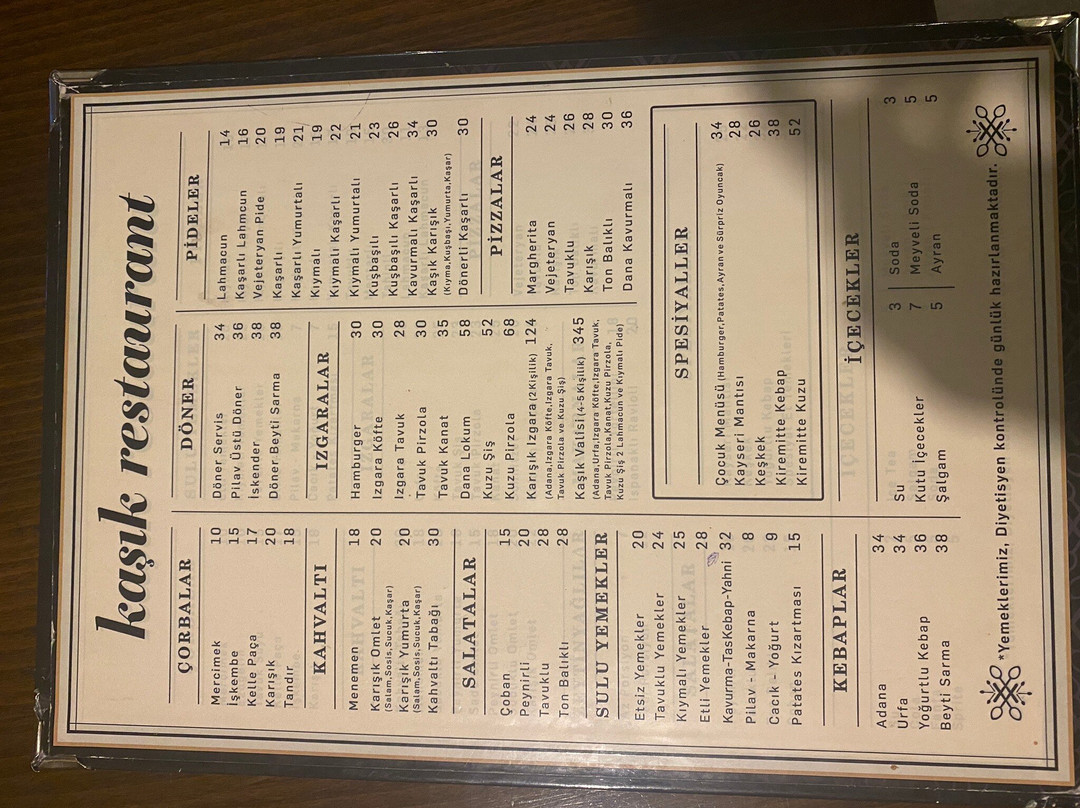 kaşık restaurant
ÇORBALAR
Mercimek 10
İşkembe 15
Kelle Paça 17
Karışık 20
Tandır 18
KAHVALTI
Menemen 18
Karışık Omlet 20
(Salam,Sosis,Sucuk,Kaşar)
Karışık Yumurta 20
(Salam,Sosis,Sucuk,Kaşar)
Kahvaltı Tabağı 30
SALATALAR
Çoban 15
Peynirli 20
Tavuklu 28
Ton Balıklı 28
SULU YEMEKLER
Etsiz Yemekler 20
Tavuklu Yemekler 24
Kıymalı Yemekler 25
Etli Yemekler 28
Kavurma-TasKebap-Yahni 32
Pilav - Makarna 8
Cacık - Yoğurt 9
Patates Kızartması 15
KEBAPLAR
Adana 34
Urfa 34
Yoğurtlu Kebap 36
Beyti Sarma 38
DÖNER
Döner Servis 34
Pilav Üstü Döner 36
İskender 38
Döner Beyti Sarma 38
IZGARALAR
Hamburger 30
Izgara Köfte 30
Izgara Tavuk 28
Tavuk Pirzola 30
Tavuk Kanat 35
Dana Lokum 58
Kuzu Şiş 52
Kuzu Pirzola 68
Karışık Izgara (2 Kişilik) 124
(Adana,Izgara Köfte,Izgara Tavuk,
Tavuk Pirzola ve Kuzu Şiş)
Kaşık Valisi (4-5 Kişilik) 345
(Adana,Urfa,Izgara Köfte,Izgara Tavuk,
Tavuk Pirzola,Kanat,Kuzu Pirzola,
Kuzu Şiş 2 Lahmacun ve Kıymalı Pide)
PİDELER
Lahmacun 14
Kaşarlı Lahmcun 16
Vejeteryan Pide 20
Kaşarlı 19
Kaşarlı Yumurtalı 21
Kıymalı 19
Kıymalı Kaşarlı 22
Kıymalı Yumurtalı 21
Kuşbaşılı 23
Kuşbaşılı Kaşarlı 26
Kavurmalı Kaşarlı 34
Kaşık Karışık 30
(Kıyma,Kuşbaşı,Yumurta,Kaşar)
Dönerli Kaşarlı 30
PİZZALAR
Margherita 24
Vejeteryan 24
Tavuklu 26
Karışık 28
Ton Balıklı 30
Dana Kavurmalı 36
SPESİYALLER
Çocuk Menüsü (Hamburger,Patates,Ayran ve Sürpriz Oyuncak) 34
Kayseri Mantısı 28
Keşkek 26
Kiremitte Kebap 38
Kiremitte Kuzu 52
İÇECEKLER
Su 3
Kutu İçecekler 7
Şalgam 5
Soda 3
Meyveli Soda 5
Ayran 5
*Yemeklerimiz, Diyetisyen kontrolünde günlük hazırlanmaktadır.